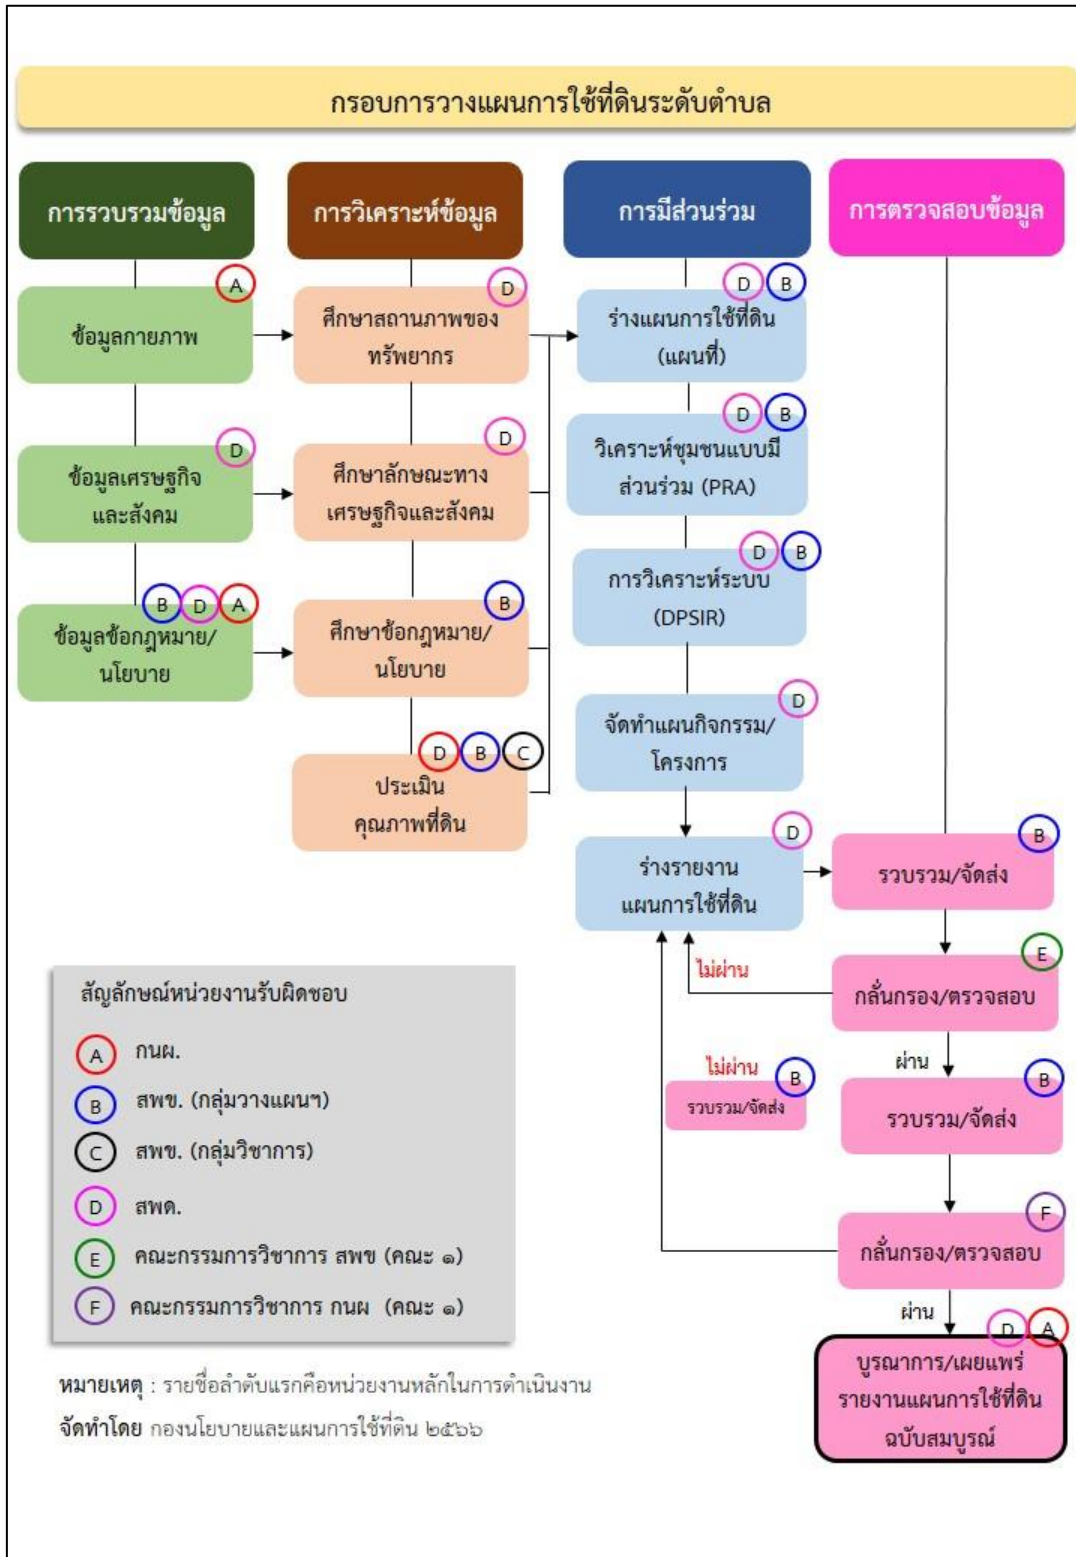 กรอบการวางแผนการใช้ที่ดินระดับตำบล
การรวบรวมข้อมูล
การวิเคราะห์ข้อมูล
การมีส่วนร่วม
การตรวจสอบข้อมูล
A
ข้อมูลกายภาพ
D
ข้อมูลเศรษฐกิจ
และสังคม
B D A
ข้อมูลข้อกฎหมาย/
นโยบาย
D
ศึกษาสถานภาพของ
ทรัพยากร
D
ศึกษาลักษณะทาง
เศรษฐกิจและสังคม
B
ศึกษาข้อกฎหมาย/
นโยบาย
D B C
ประเมิน
คุณภาพที่ดิน
D B
ร่างแผนการใช้ที่ดิน
(แผนที่)
D B
วิเคราะห์ชุมชนแบบมี
ส่วนร่วม (PRA)
D B
การวิเคราะห์ระบบ
(DPSIR)
D
จัดทำแผนกิจกรรม/
โครงการ
D
ร่างรายงาน
แผนการใช้ที่ดิน
B
รวบรวม/จัดส่ง
E
กลั่นกรอง/ตรวจสอบ
ไม่ผ่าน
ผ่าน
ไม่ผ่าน
B
รวบรวม/จัดส่ง
B
รวบรวม/จัดส่ง
F
กลั่นกรอง/ตรวจสอบ
ผ่าน
D A
บูรณาการ/เผยแพร่
รายงานแผนการใช้ที่ดิน
ฉบับสมบูรณ์
สัญลักษณ์หน่วยงานรับผิดชอบ
A กนผ.
B สพข. (กลุ่มวางแผนฯ)
C สพข. (กลุ่มวิชาการ)
D สพด.
E คณะกรรมการวิชาการ สพข (คณะ ๑)
F คณะกรรมการวิชาการ กนผ (คณะ ๑)
หมายเหตุ : รายชื่อลำดับแรกคือหน่วยงานหลักในการดำเนินงาน
จัดทำโดย กองนโยบายและแผนการใช้ที่ดิน ๒๕๖๖